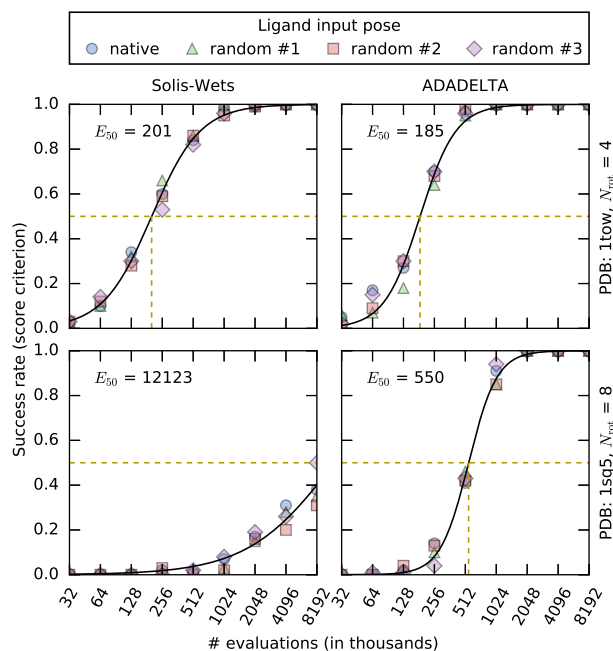 Ligand input pose
native random #1 random #2 random #3
Solis-Wets ADADELTA
1.0
0.8
0.6
0.4
0.2
0.0
E50 = 201
E50 = 185
PDB: 1tow, Nrot = 4
Success rate (score criterion)
1.0
0.8
0.6
0.4
0.2
0.0
E50 = 12123
E50 = 550
PDB: 1sq5, Nrot = 8
32 64 128 256 512 1024 2048 4096 8192
32 64 128 256 512 1024 2048 4096 8192
# evaluations (in thousands)